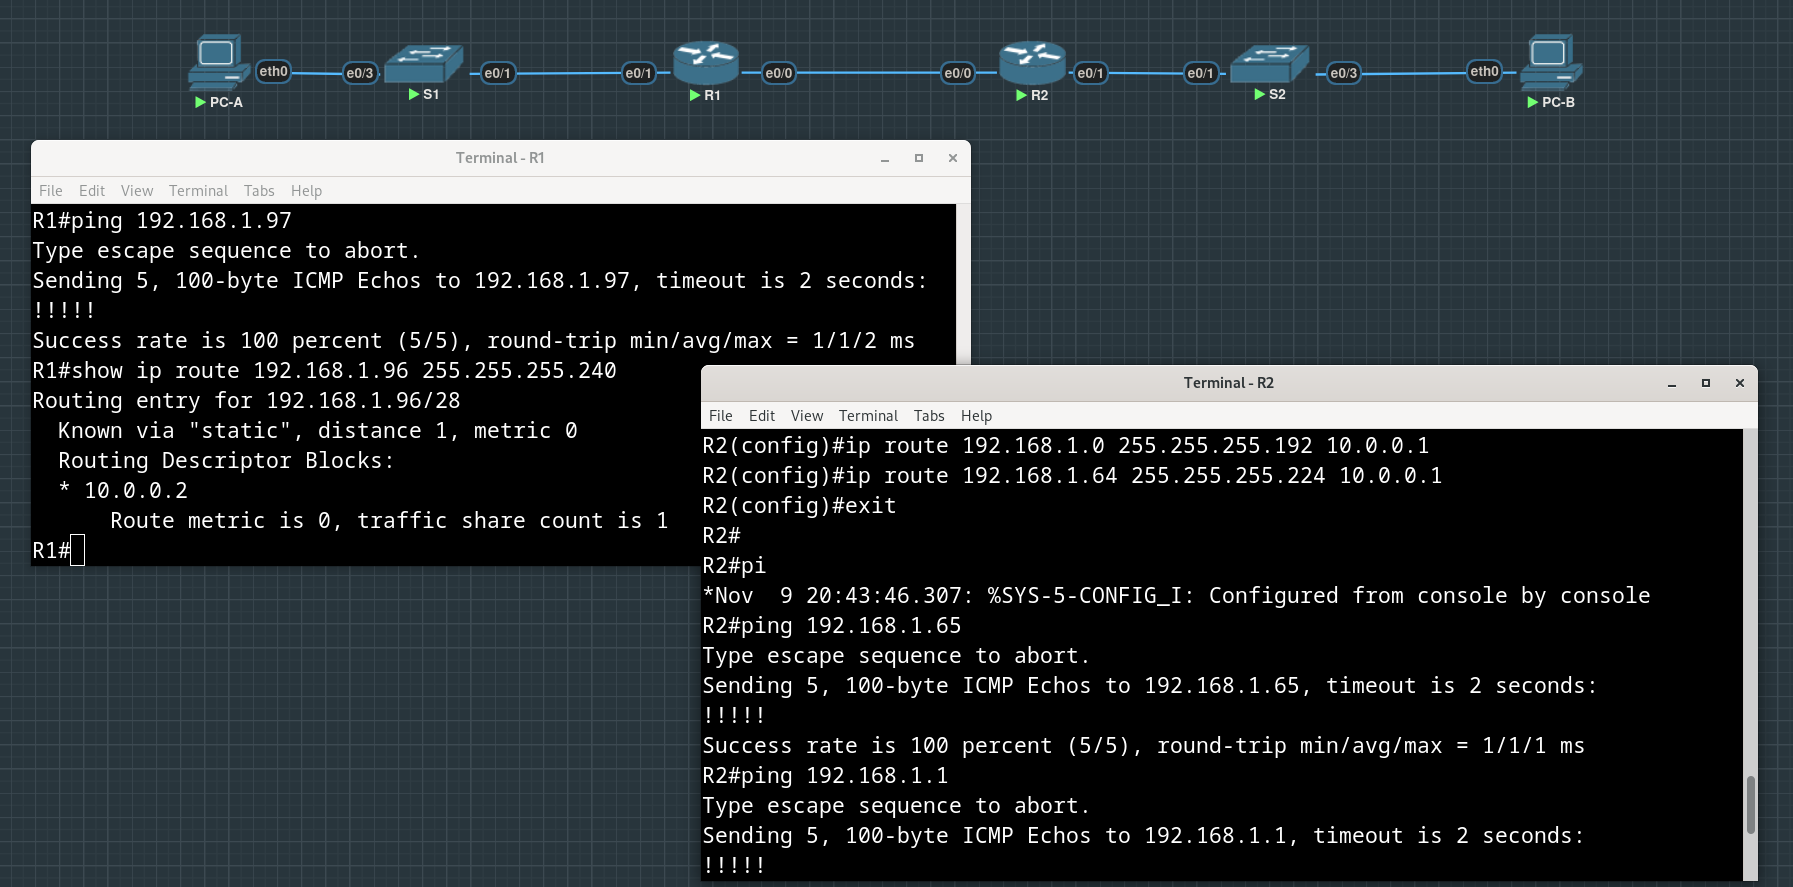 eth0 e0/3 e0/1 e0/1 e0/0 e0/0 e0/1 e0/1 e0/3 eth0
PC-A S1 R1 R2 S2 PC-B
Terminal - R1
File Edit View Terminal Tabs Help
R1#ping 192.168.1.97
Type escape sequence to abort.
Sending 5, 100-byte ICMP Echos to 192.168.1.97, timeout is 2 seconds:
!!!!!
Success rate is 100 percent (5/5), round-trip min/avg/max = 1/1/2 ms
R1#show ip route 192.168.1.96 255.255.255.240
Routing entry for 192.168.1.96/28
  Known via "static", distance 1, metric 0
  Routing Descriptor Blocks:
  * 10.0.0.2
      Route metric is 0, traffic share count is 1
R1#
Terminal - R2
File Edit View Terminal Tabs Help
R2(config)#ip route 192.168.1.0 255.255.255.192 10.0.0.1
R2(config)#ip route 192.168.1.64 255.255.255.224 10.0.0.1
R2(config)#exit
R2#
R2#pi
*Nov  9 20:43:46.307: %SYS-5-CONFIG_I: Configured from console by console
R2#ping 192.168.1.65
Type escape sequence to abort.
Sending 5, 100-byte ICMP Echos to 192.168.1.65, timeout is 2 seconds:
!!!!!
Success rate is 100 percent (5/5), round-trip min/avg/max = 1/1/1 ms
R2#ping 192.168.1.1
Type escape sequence to abort.
Sending 5, 100-byte ICMP Echos to 192.168.1.1, timeout is 2 seconds:
!!!!!